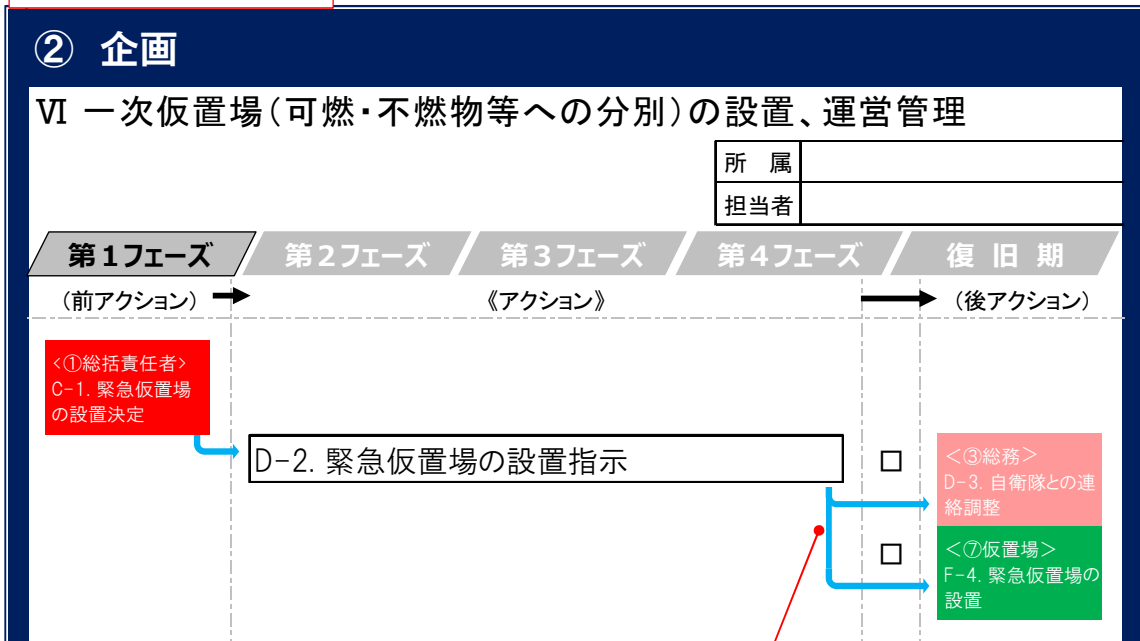 ② 企画
Ⅵ 一次仮置場(可燃・不燃物等への分別)の設置、運営管理
所 属
担当者
第1フェーズ 第2フェーズ 第3フェーズ 第4フェーズ 復 旧 期
(前アクション) 《アクション》 (後アクション)
<①総括責任者>
C-1. 緊急仮置場
の設置決定
D-2. 緊急仮置場の設置指示
□
<③総務>
D-3. 自衛隊との連
絡調整
□
<⑦仮置場>
F-4. 緊急仮置場の
設置